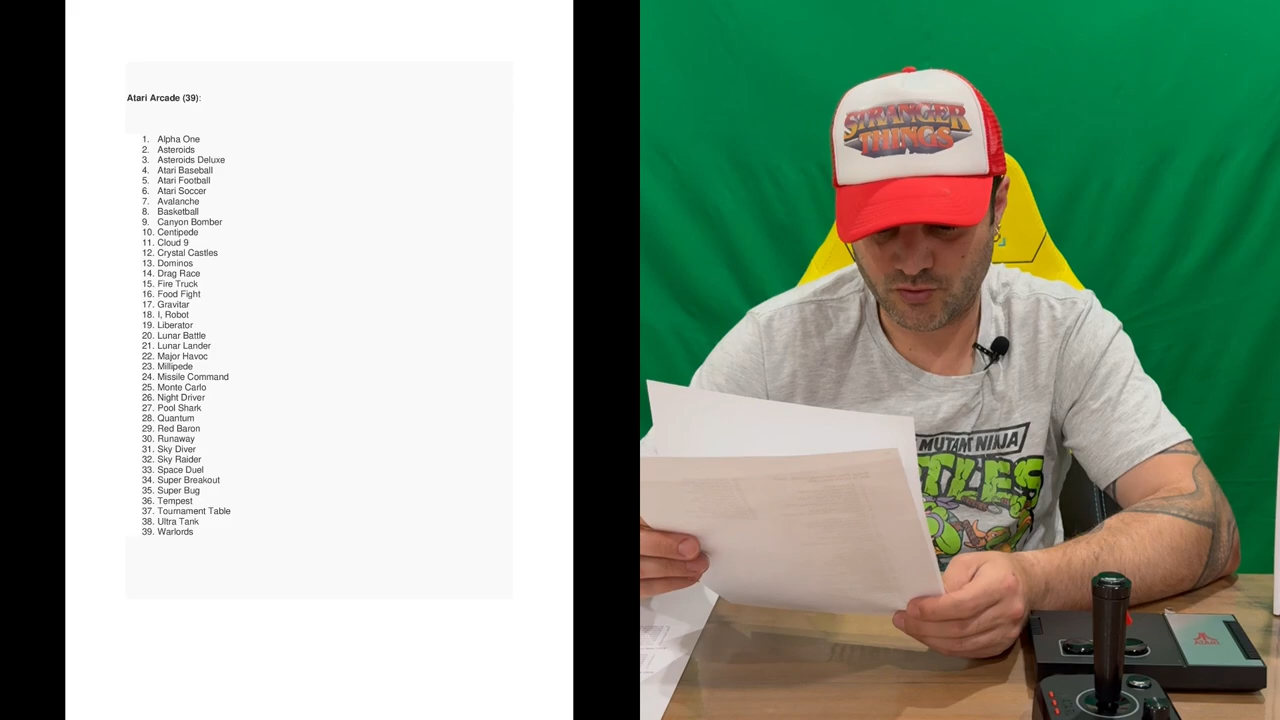 Atari Arcade (39):
1. Alpha One
2. Asteroids
3. Asteroids Deluxe
4. Atari Baseball
5. Atari Football
6. Atari Soccer
7. Avalanche
8. Basketball
9. Canyon Bomber
10. Centipede
11. Cloud 9
12. Crystal Castles
13. Dominos
14. Drag Race
15. Fire Truck
16. Food Fight
17. Gravitar
18. I, Robot
19. Liberator
20. Lunar Battle
21. Lunar Lander
22. Major Havoc
23. Millipede
24. Missile Command
25. Monte Carlo
26. Night Driver
27. Pool Shark
28. Quantum
29. Red Baron
30. Runaway
31. Sky Diver
32. Sky Raider
33. Space Duel
34. Super Breakout
35. Super Bug
36. Tempest
37. Tournament Table
38. Ultra Tank
39. Warlords
STRANGER
THINGS
MUTANT NINJA
TLES
ATARI